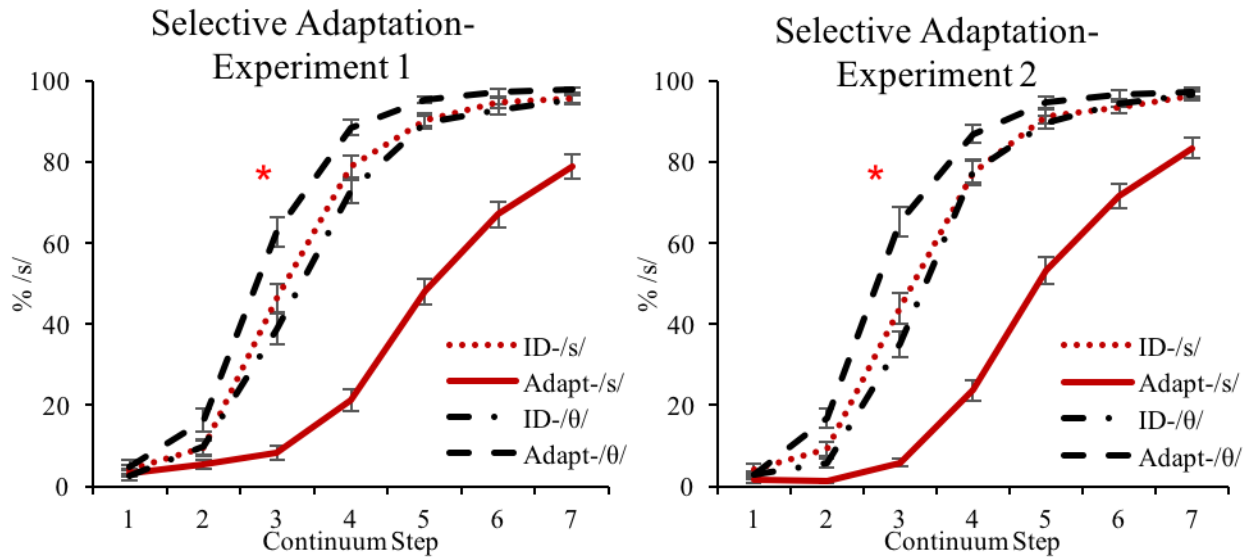 Selective Adaptation-
Experiment 1
100
80
60
40
20
0
% /s/
*
ID-/s/
Adapt-/s/
ID-/θ/
Adapt-/θ/
1 2 3 4 5 6 7
Continuum Step
Selective Adaptation-
Experiment 2
100
80
60
40
20
0
% /s/
*
ID-/s/
Adapt-/s/
ID-/θ/
Adapt-/θ/
1 2 3 4 5 6 7
Continuum Step